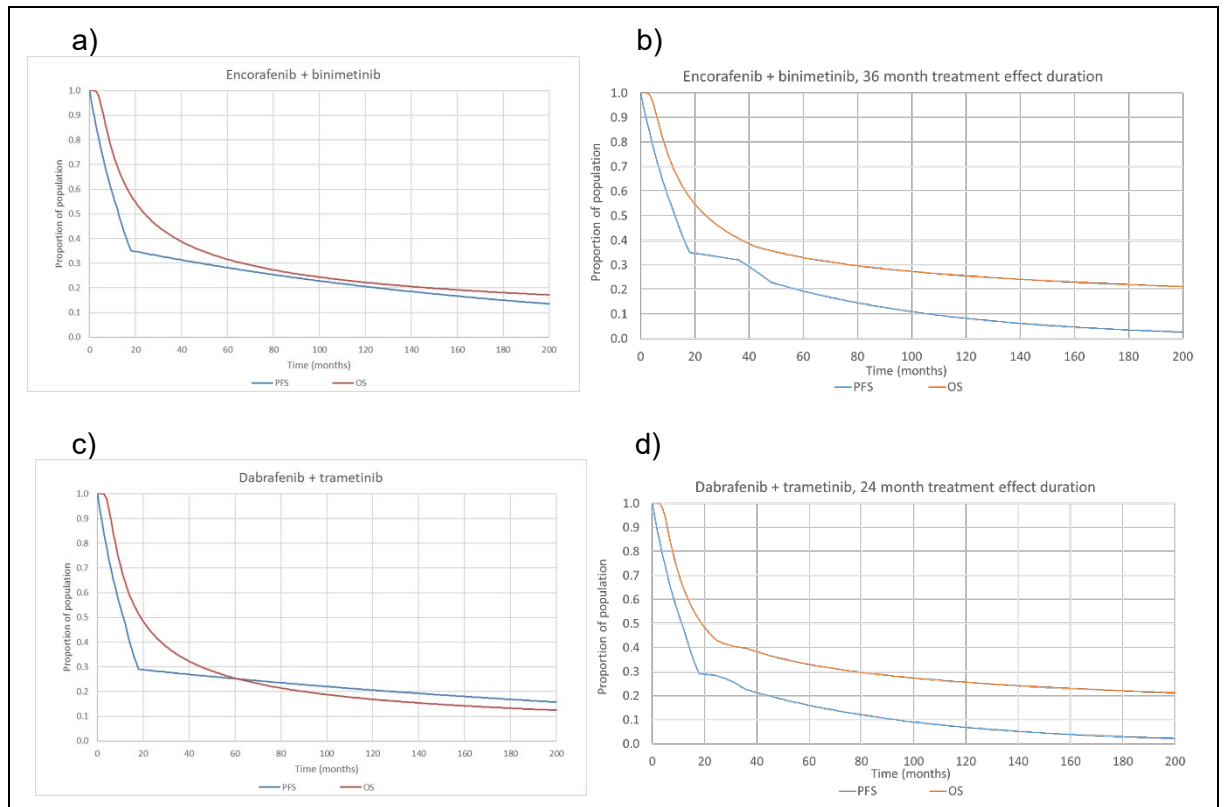 a)
Encorafenib + binimetinib
Proportion of population
1.0
0.9
0.8
0.7
0.6
0.5
0.4
0.3
0.2
0.1
0.0
0 20 40 60 80 100 120 140 160 180 200
Time (months)
PFS OS
b)
Encorafenib + binimetinib, 36 month treatment effect duration
Proportion of population
1.0
0.9
0.8
0.7
0.6
0.5
0.4
0.3
0.2
0.1
0.0
0 20 40 60 80 100 120 140 160 180 200
Time (months)
PFS OS
c)
Dabrafenib + trametinib
Proportion of population
1.0
0.9
0.8
0.7
0.6
0.5
0.4
0.3
0.2
0.1
0.0
0 20 40 60 80 100 120 140 160 180 200
Time (months)
PFS OS
d)
Dabrafenib + trametinib, 24 month treatment effect duration
Proportion of population
1.0
0.9
0.8
0.7
0.6
0.5
0.4
0.3
0.2
0.1
0.0
0 20 40 60 80 100 120 140 160 180 200
Time (months)
PFS OS